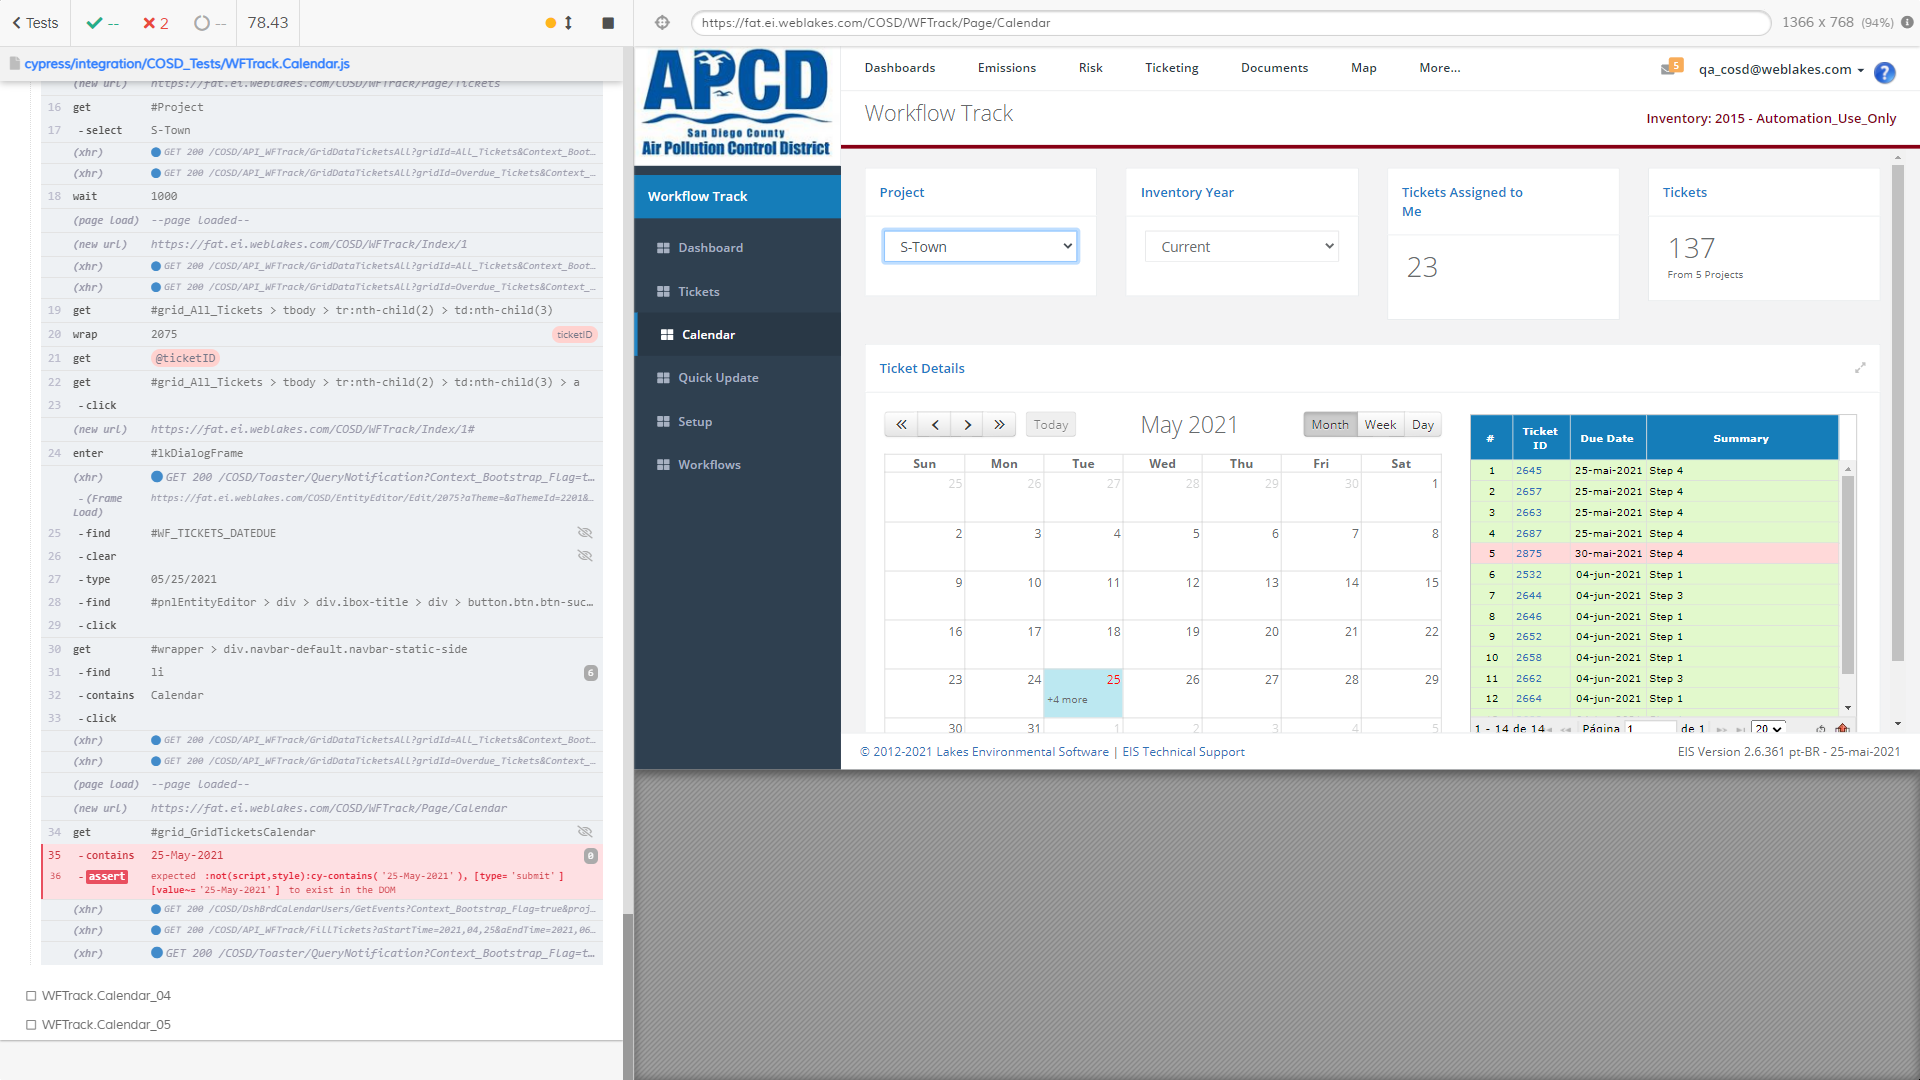 Tests
--
2
--
78.43
cypress/integration/COSD_Tests/WFTrack.Calendar.js
(new url) https://fat.ei.weblakes.com/COSD/WFTrack/Page/Tickets
16 get #Project
17 - select S-Town
(xhr) GET 200 /COSD/API_WFTrack/GridDataTicketsAll?gridId=All_Tickets&Context_Boot...
(xhr) GET 200 /COSD/API_WFTrack/GridDataTicketsAll?gridId=Overdue_Tickets&Context_...
18 wait 1000
(page load) --page loaded--
(new url) https://fat.ei.weblakes.com/COSD/WFTrack/Index/1
(xhr) GET 200 /COSD/API_WFTrack/GridDataTicketsAll?gridId=All_Tickets&Context_Boot...
(xhr) GET 200 /COSD/API_WFTrack/GridDataTicketsAll?gridId=Overdue_Tickets&Context_...
19 get #grid_All_Tickets > tbody > tr:nth-child(2) > td:nth-child(3)
20 wrap 2075 ticketID
21 get @ticketID
22 get #grid_All_Tickets > tbody > tr:nth-child(2) > td:nth-child(3) > a
23 - click
(new url) https://fat.ei.weblakes.com/COSD/WFTrack/Index/1#
24 enter #lkDialogFrame
(xhr) GET 200 /COSD/Toaster/QueryNotification?Context_Bootstrap_Flag=t...
- (Frame Load) https://fat.ei.weblakes.com/COSD/EntityEditor/Edit/2075?aTheme=&aThemeId=2201&...
25 - find #WF_TICKETS_DATEDUE
26 - clear
27 - type 05/25/2021
28 - find #pnlEntityEditor > div > div.ibox-title > div > button.btn.btn-suc...
29 - click
30 get #wrapper > div.navbar-default.navbar-static-side
31 - find li 6
32 - contains Calendar
33 - click
(xhr) GET 200 /COSD/API_WFTrack/GridDataTicketsAll?gridId=All_Tickets&Context_Boot...
(xhr) GET 200 /COSD/API_WFTrack/GridDataTicketsAll?gridId=Overdue_Tickets&Context_...
(page load) --page loaded--
(new url) https://fat.ei.weblakes.com/COSD/WFTrack/Page/Calendar
34 get #grid_GridTicketsCalendar
35 - contains 25-May-2021 0
36 - assert expected :not(script,style):cy-contains('25-May-2021'), [type='submit']
[value~='25-May-2021'] to exist in the DOM
(xhr) GET 200 /COSD/DshBrdCalendarUsers/GetEvents?Context_Bootstrap_Flag=true&proj...
(xhr) GET 200 /COSD/API_WFTrack/FillTickets?aStartTime=2021,04,25&aEndTime=2021,06...
(xhr) GET 200 /COSD/Toaster/QueryNotification?Context_Bootstrap_Flag=t...
WFTrack.Calendar_04
WFTrack.Calendar_05
https://fat.ei.weblakes.com/COSD/WFTrack/Page/Calendar
1366 x 768 (94%)
APCD
San Diego County
Air Pollution Control District
Dashboards Emissions Risk Ticketing Documents Map More...
5 qa_cosd@weblakes.com ?
Workflow Track
Inventory: 2015 - Automation_Use_Only
Workflow Track
Dashboard
Tickets
Calendar
Quick Update
Setup
Workflows
Project
S-Town
Inventory Year
Current
Tickets Assigned to
Me
23
Tickets
137
From 5 Projects
Ticket Details
Today
May 2021
Month Week Day
Sun Mon Tue Wed Thu Fri Sat
25 26 27 28 29 30 1
2 3 4 5 6 7 8
9 10 11 12 13 14 15
16 17 18 19 20 21 22
23 24 25 26 27 28 29
+4 more
30 31 1 2 3 4 5
# Ticket ID Due Date Summary
1 2645 25-mai-2021 Step 4
2 2657 25-mai-2021 Step 4
3 2663 25-mai-2021 Step 4
4 2687 25-mai-2021 Step 4
5 2875 30-mai-2021 Step 4
6 2532 04-jun-2021 Step 1
7 2644 04-jun-2021 Step 3
8 2646 04-jun-2021 Step 1
9 2652 04-jun-2021 Step 1
10 2658 04-jun-2021 Step 1
11 2662 04-jun-2021 Step 3
12 2664 04-jun-2021 Step 1
1 - 14 de 14 Página 1 de 1 20
© 2012-2021 Lakes Environmental Software | EIS Technical Support
EIS Version 2.6.361 pt-BR - 25-mai-2021